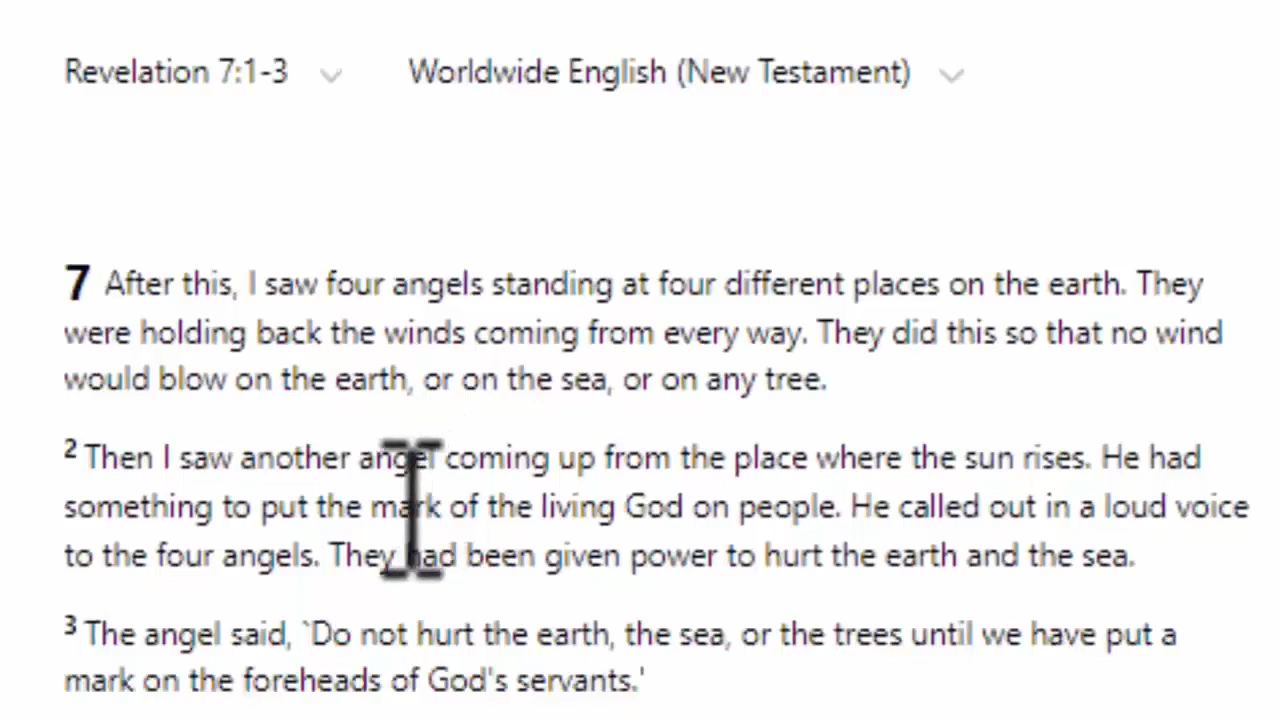 Revelation 7:1-3 Worldwide English (New Testament)
7 After this, I saw four angels standing at four different places on the earth. They
were holding back the winds coming from every way. They did this so that no wind
would blow on the earth, or on the sea, or on any tree.
2 Then I saw another angel coming up from the place where the sun rises. He had
something to put the mark of the living God on people. He called out in a loud voice
to the four angels. They had been given power to hurt the earth and the sea.
3 The angel said, `Do not hurt the earth, the sea, or the trees until we have put a
mark on the foreheads of God's servants.'